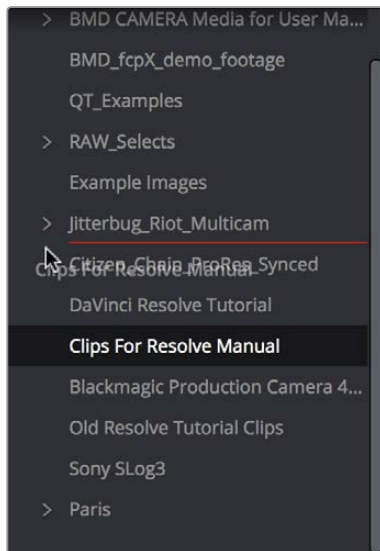 BMD CAMERA Media for User Ma...
BMD_fcpX_demo_footage
QT_Examples
RAW_Selects
Example Images
Jitterbug_Riot_Multicam
Citizen_Chain_ProRes_Synced
Clips For Resolve Manual
DaVinci Resolve Tutorial
Clips For Resolve Manual
Blackmagic Production Camera 4...
Old Resolve Tutorial Clips
Sony SLog3
Paris